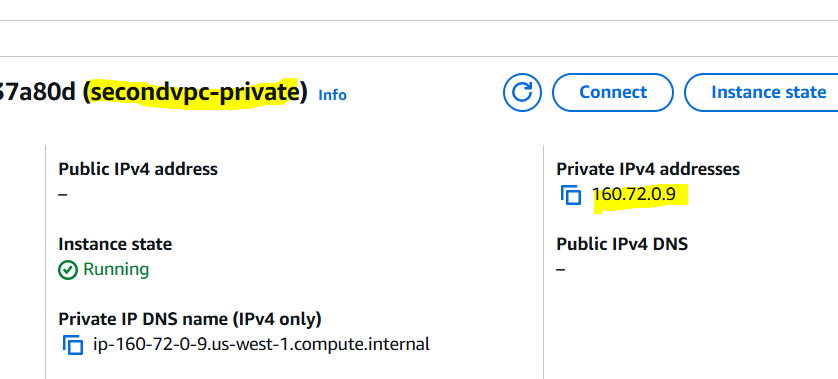 37a80d (secondvpc-private) Info
Connect
Instance state
Public IPv4 address
–
Instance state
Running
Private IP DNS name (IPv4 only)
ip-160-72-0-9.us-west-1.compute.internal
Private IPv4 addresses
160.72.0.9
Public IPv4 DNS
–